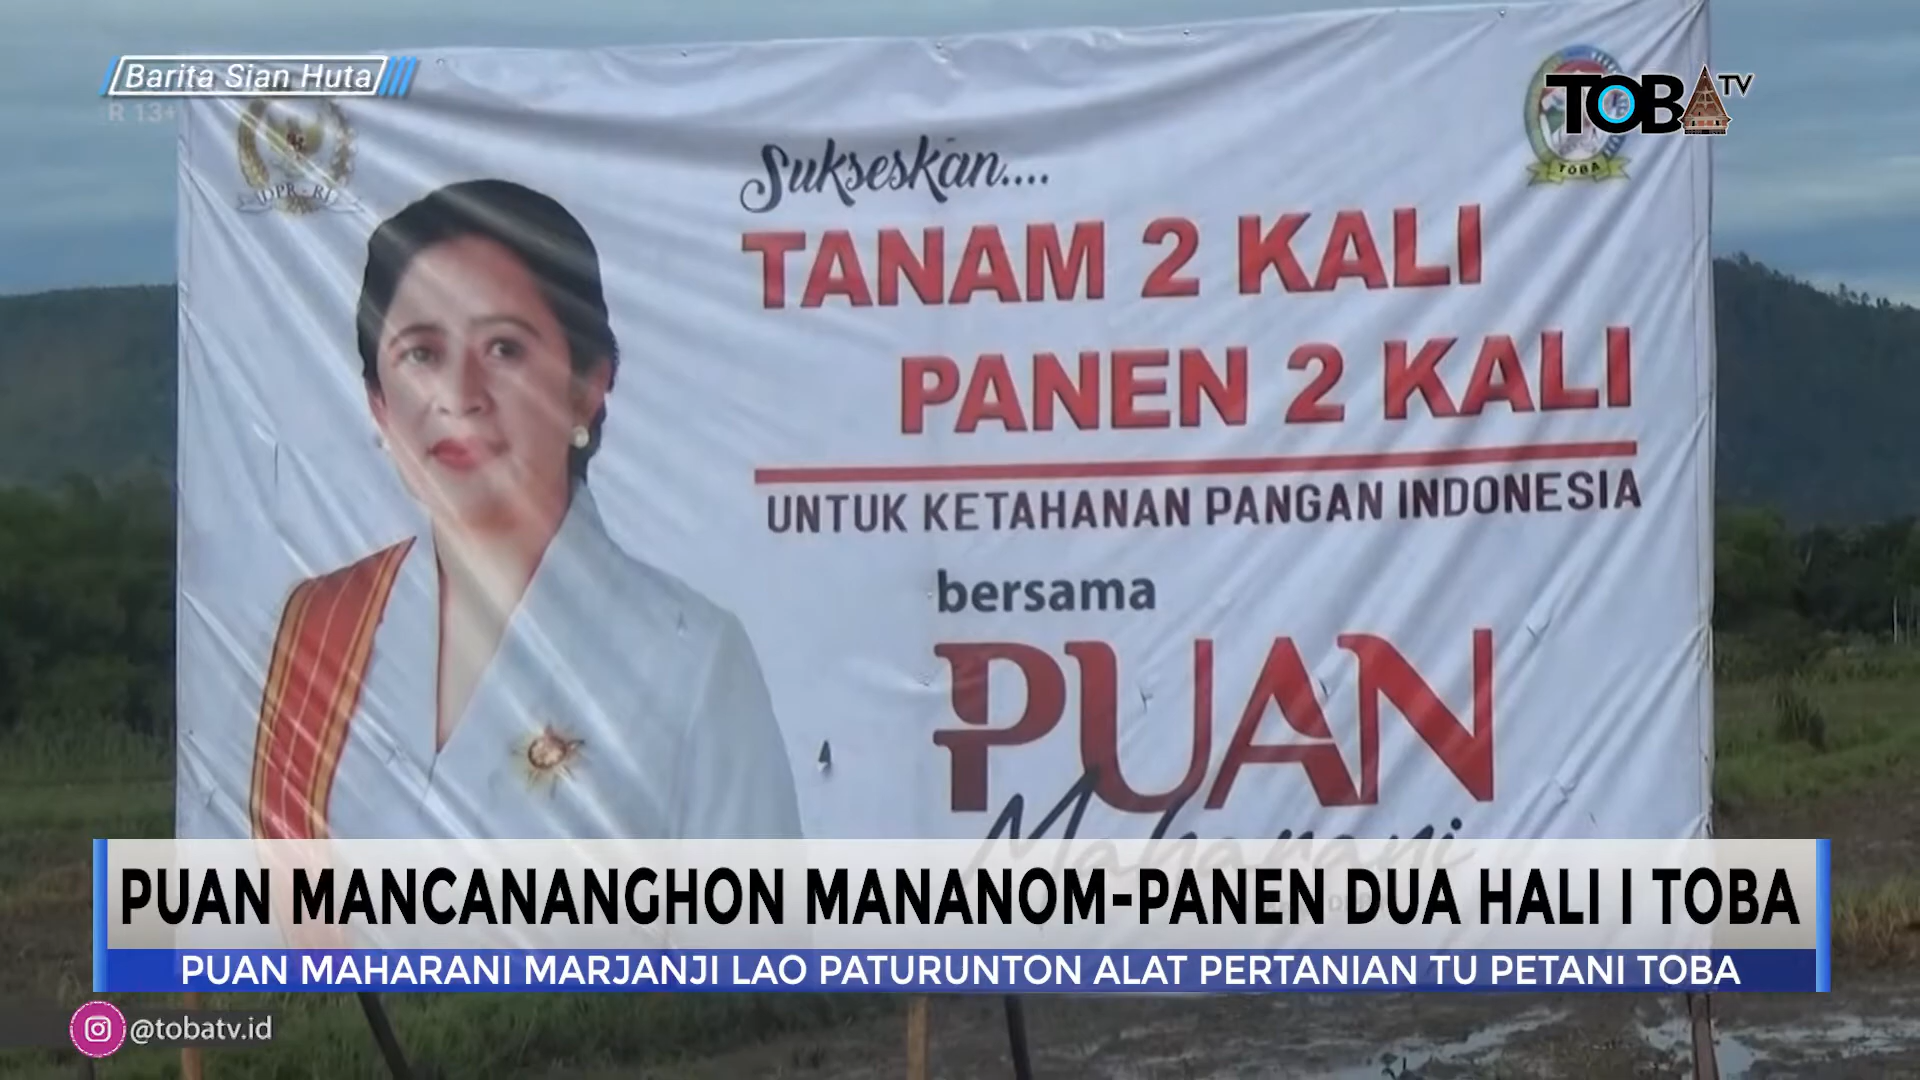 Barita Sian Huta
R 13+
TOBA TV
DPR - RI
TOBA
Sukseskan....
TANAM 2 KALI
PANEN 2 KALI
UNTUK KETAHANAN PANGAN INDONESIA
bersama
PUAN
Maharani
PUAN MANCANANGHON MANANOM-PANEN DUA HALI I TOBA
PUAN MAHARANI MARJANJI LAO PATURUNTON ALAT PERTANIAN TU PETANI TOBA
@tobatv.id